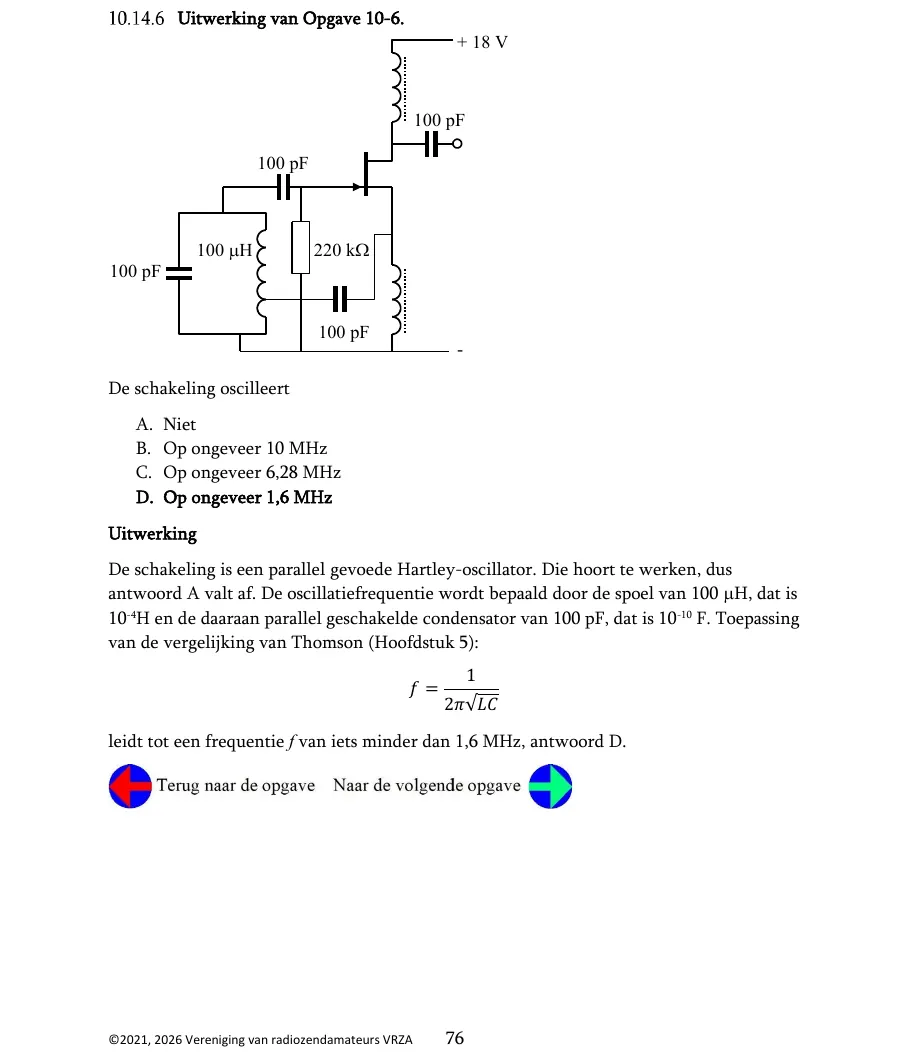 10.14.6 Uitwerking van Opgave 10-6.
+ 18 V
100 pF
100 pF
100 µH
220 kΩ
100 pF
100 pF
-
De schakeling oscilleert
A. Niet
B. Op ongeveer 10 MHz
C. Op ongeveer 6,28 MHz
D. Op ongeveer 1,6 MHz
Uitwerking
De schakeling is een parallel gevoede Hartley-oscillator. Die hoort te werken, dus
antwoord A valt af. De oscillatiefrequentie wordt bepaald door de spoel van 100 µH, dat is
10⁻⁴H en de daaraan parallel geschakelde condensator van 100 pF, dat is 10⁻¹⁰ F. Toepassing
van de vergelijking van Thomson (Hoofdstuk 5):
f = 1 / 2π√LC
leidt tot een frequentie f van iets minder dan 1,6 MHz, antwoord D.
Terug naar de opgave Naar de volgende opgave
©2021, 2026 Vereniging van radiozendamateurs VRZA 76